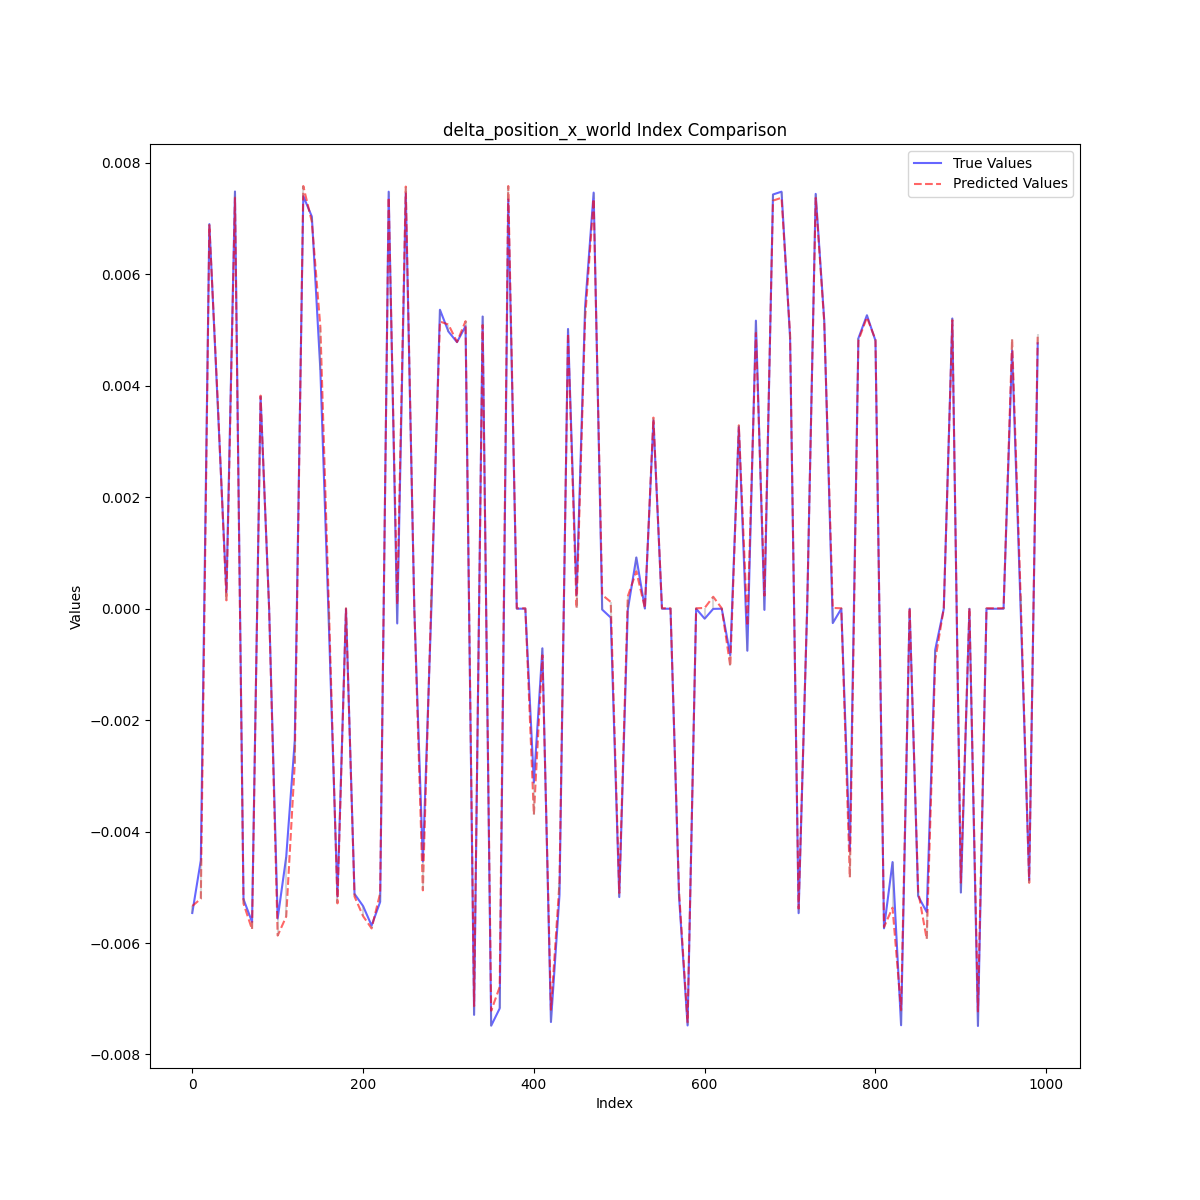 delta_position_x_world Index Comparison
True Values
Predicted Values
0.008
0.006
0.004
0.002
0.000
−0.002
−0.004
−0.006
−0.008
Values
0 200 400 600 800 1000
Index